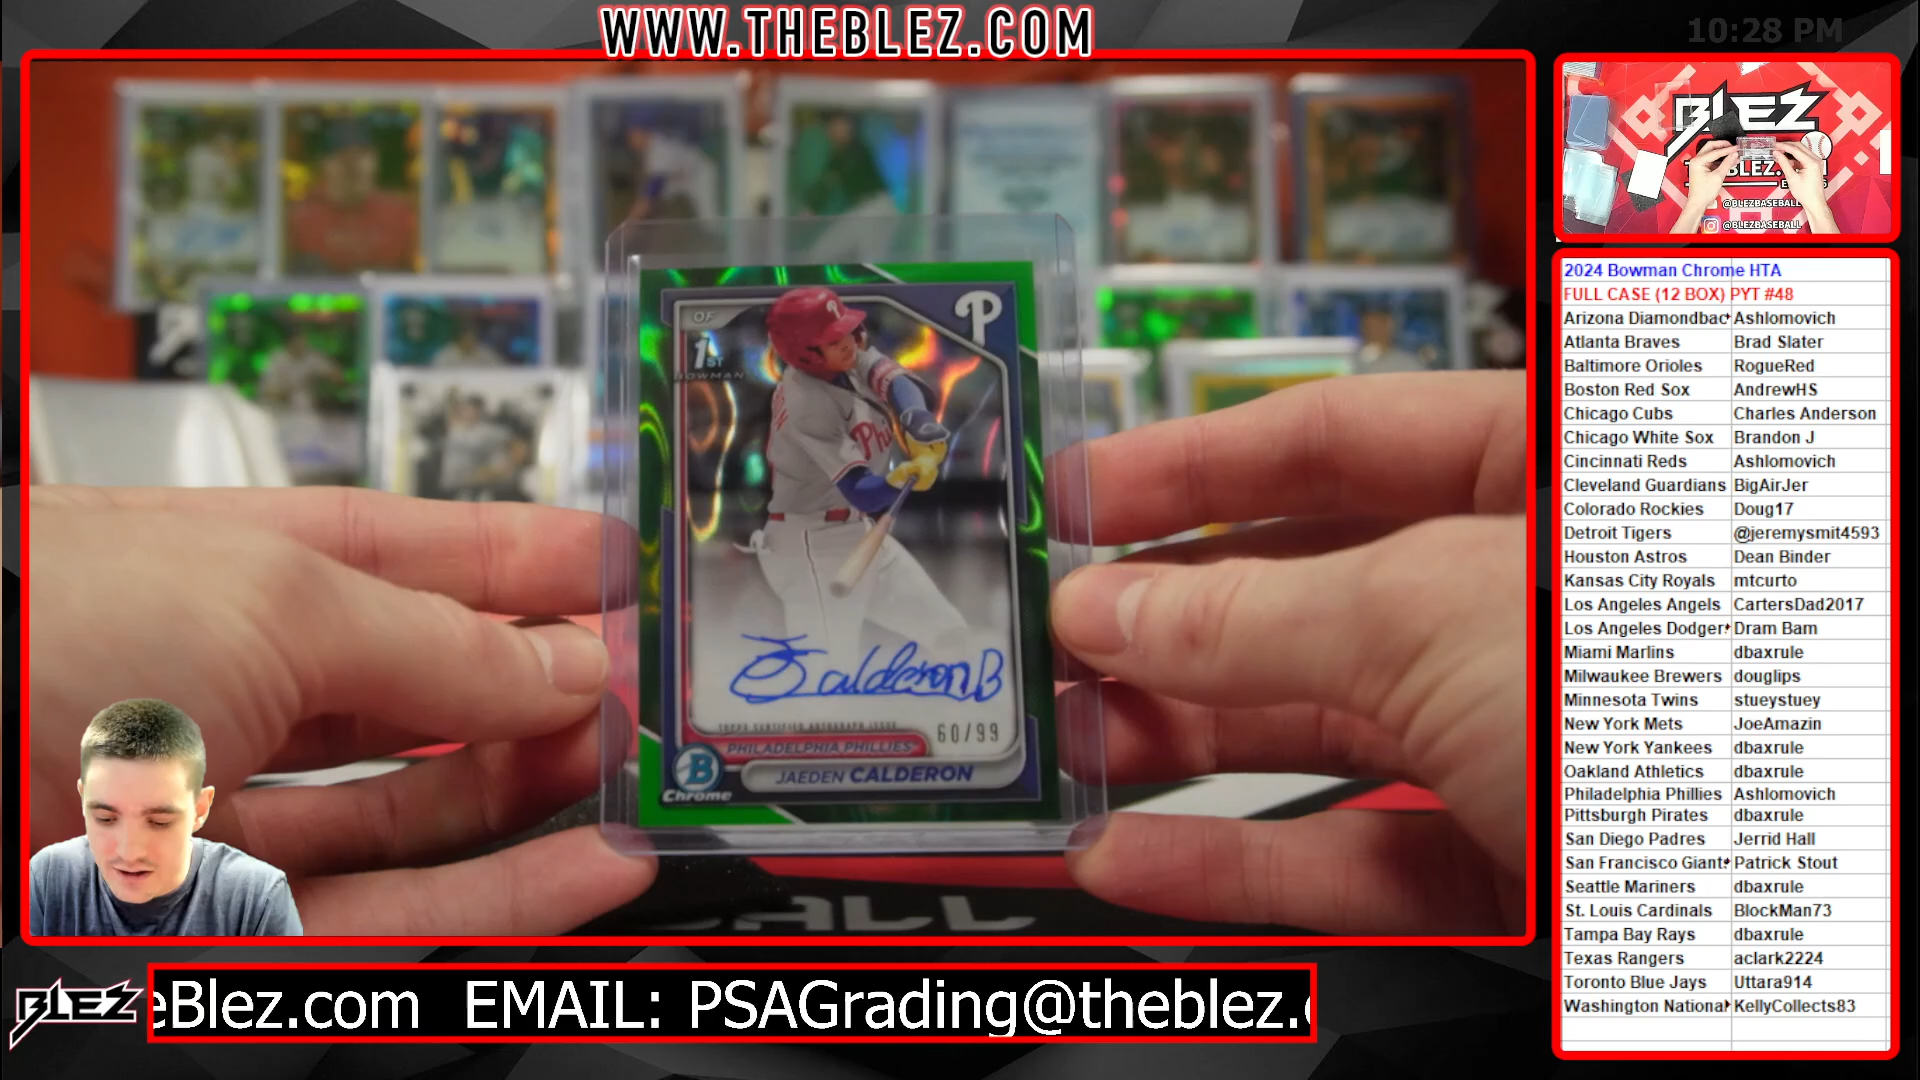 WWW.THEBLEZ.COM
10:28 PM
BLEZ
@BLEZBASEBALL
@BLEZBASEBALL
OF
1ST
BOWMAN
P
TOPPS CERTIFIED AUTOGRAPH ISSUE
60/99
PHILADELPHIA PHILLIES
JAEDEN CALDERON
B
Chrome
2024 Bowman Chrome HTA
FULL CASE (12 BOX) PYT #48
Arizona Diamondbac Ashlomovich
Atlanta Braves Brad Slater
Baltimore Orioles RogueRed
Boston Red Sox AndrewHS
Chicago Cubs Charles Anderson
Chicago White Sox Brandon J
Cincinnati Reds Ashlomovich
Cleveland Guardians BigAirJer
Colorado Rockies Doug17
Detroit Tigers @jeremysmit4593
Houston Astros Dean Binder
Kansas City Royals mtcurto
Los Angeles Angels CartersDad2017
Los Angeles Dodger Dram Bam
Miami Marlins dbaxrule
Milwaukee Brewers douglips
Minnesota Twins stueystuey
New York Mets JoeAmazin
New York Yankees dbaxrule
Oakland Athletics dbaxrule
Philadelphia Phillies Ashlomovich
Pittsburgh Pirates dbaxrule
San Diego Padres Jerrid Hall
San Francisco Giant Patrick Stout
Seattle Mariners dbaxrule
St. Louis Cardinals BlockMan73
Tampa Bay Rays dbaxrule
Texas Rangers aclark2224
Toronto Blue Jays Uttara914
Washington National KellyCollects83
BLEZ
eBlez.com EMAIL: PSAGrading@theblez.